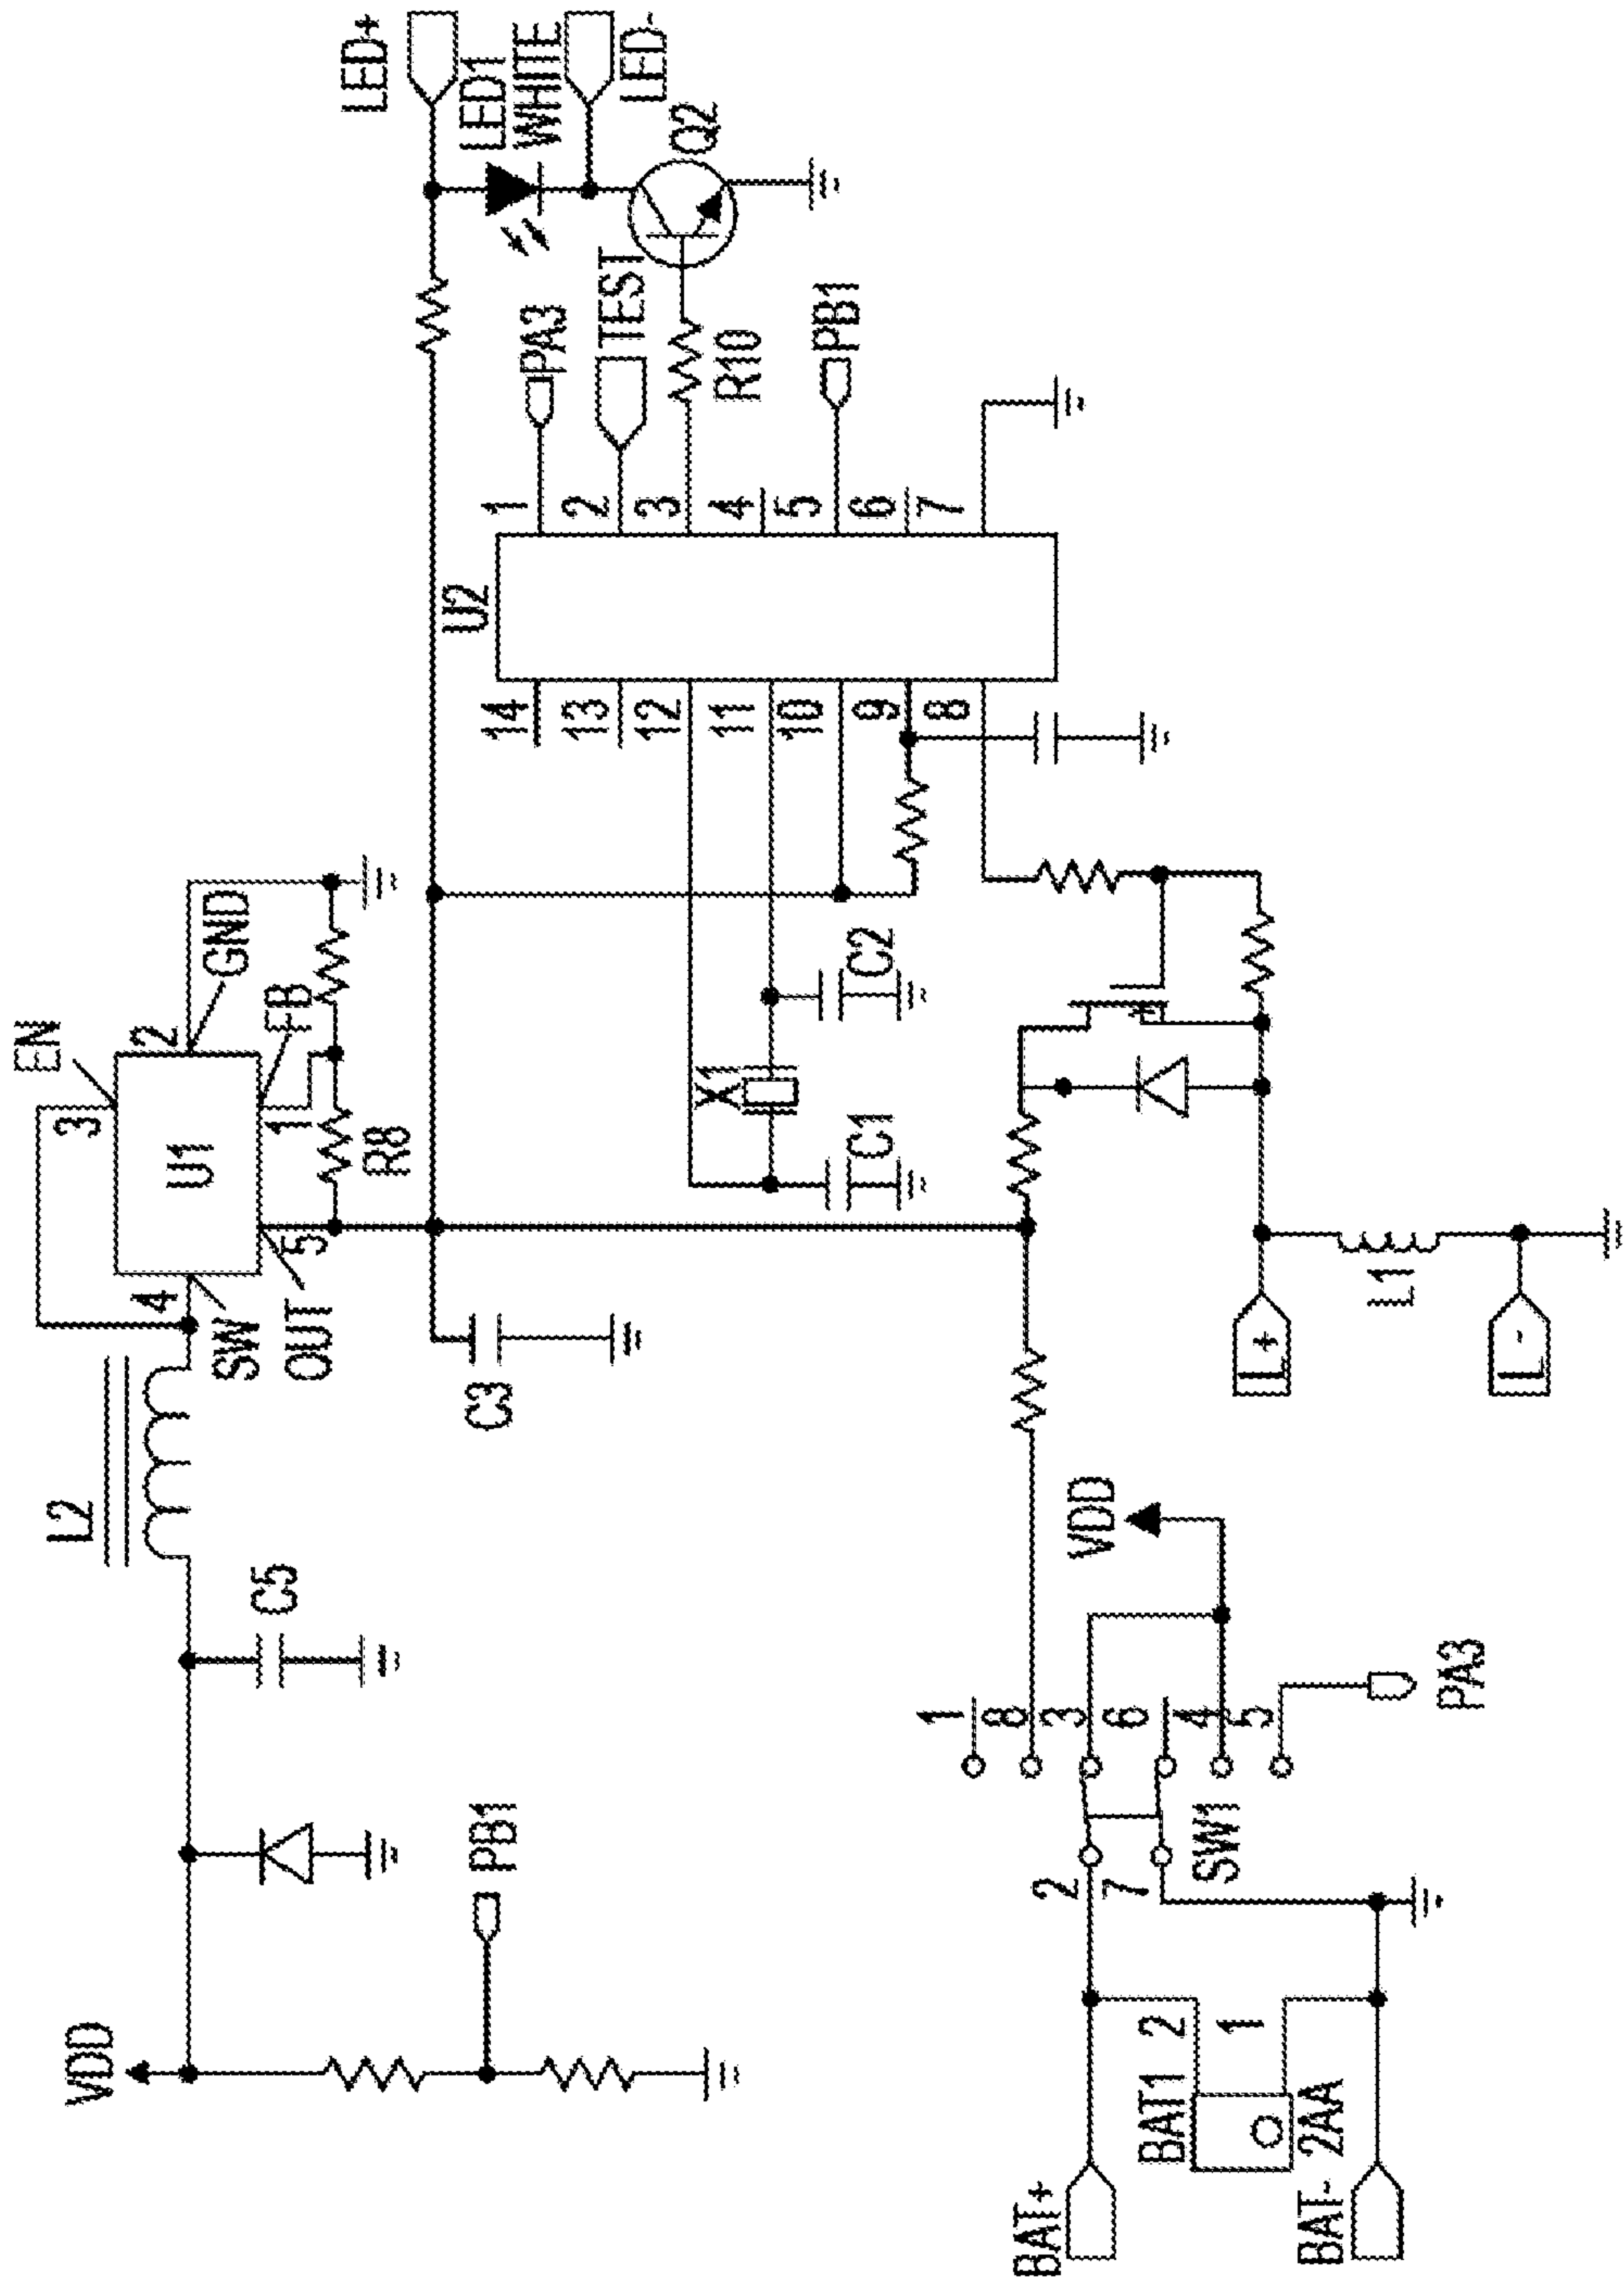 LED+
LED1
WHITE
LED-
Q2
PA3
TEST
R10
PB1
U2
1
2
3
4
5
6
7
14
13
12
11
10
9
8
EN
3
2
GND
FB
1
U1
R8
4
5
SW
OUT
L2
C5
C3
X1
C2
C1
VDD
PB1
L+
L1
L-
VDD
1
8
3
6
4
5
PA3
SW1
2
7
BAT+
BAT1
2
1
2AA
BAT-